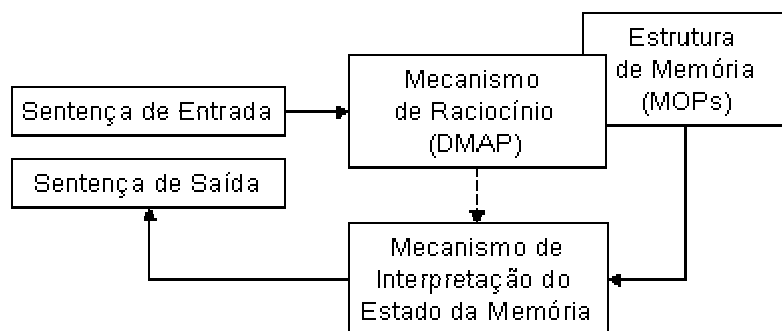 Estrutura
de Memória
(MOPs)
Mecanismo
de Raciocínio
(DMAP)
Sentença de Entrada
Sentença de Saída
Mecanismo de
Interpretação do
Estado da Memória